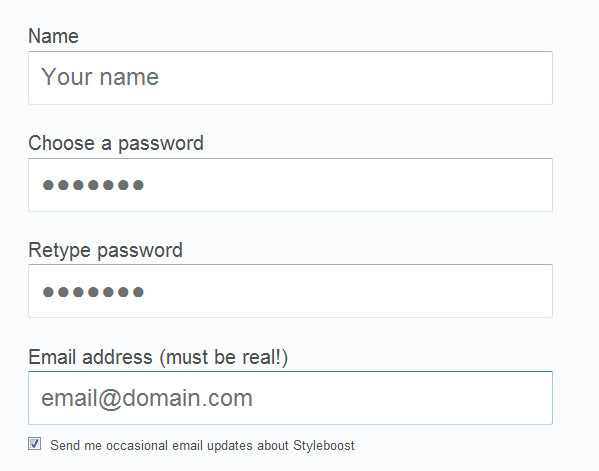 Name
Your name
Choose a password
●●●●●●●
Retype password
●●●●●●●
Email address (must be real!)
email@domain.com
Send me occasional email updates about Styleboost